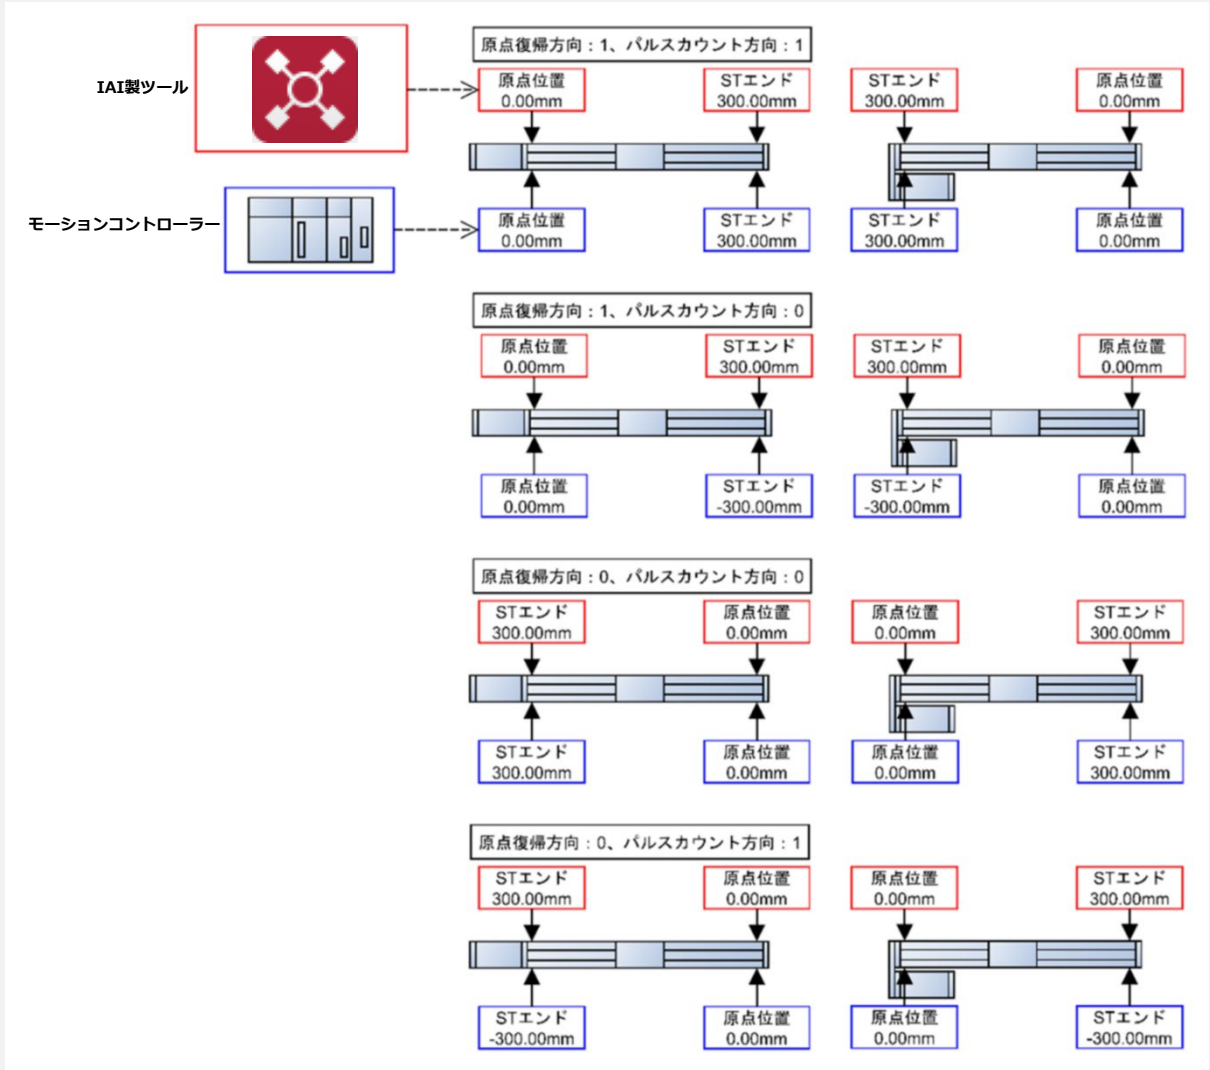 IAI製ツール
モーションコントローラー
原点復帰方向：1、パルスカウント方向：1
原点位置
0.00mm
STエンド
300.00mm
STエンド
300.00mm
原点位置
0.00mm
原点位置
0.00mm
STエンド
300.00mm
STエンド
300.00mm
原点位置
0.00mm
原点復帰方向：1、パルスカウント方向：0
原点位置
0.00mm
STエンド
300.00mm
STエンド
300.00mm
原点位置
0.00mm
原点位置
0.00mm
STエンド
-300.00mm
STエンド
-300.00mm
原点位置
0.00mm
原点復帰方向：0、パルスカウント方向：0
STエンド
300.00mm
原点位置
0.00mm
原点位置
0.00mm
STエンド
300.00mm
STエンド
300.00mm
原点位置
0.00mm
原点位置
0.00mm
STエンド
300.00mm
原点復帰方向：0、パルスカウント方向：1
STエンド
300.00mm
原点位置
0.00mm
原点位置
0.00mm
STエンド
300.00mm
STエンド
-300.00mm
原点位置
0.00mm
原点位置
0.00mm
STエンド
-300.00mm